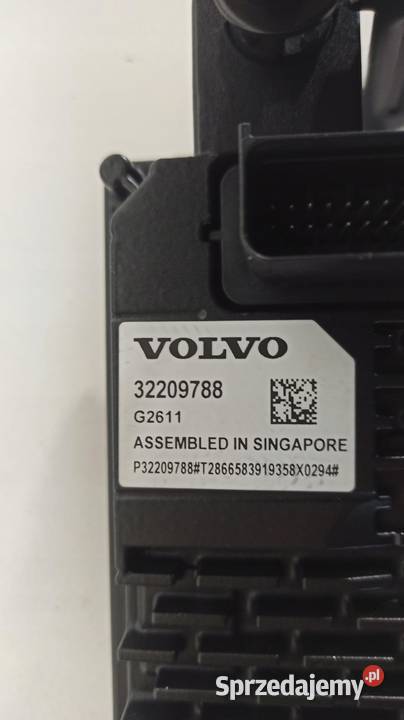 VOLVO
32209788
G2611
ASSEMBLED IN SINGAPORE
P32209788#T2866583919358X0294#
Sprzedajemy.pl